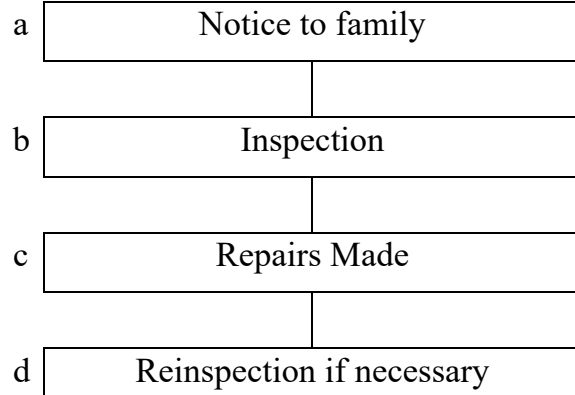 a Notice to family
b Inspection
c Repairs Made
d Reinspection if necessary